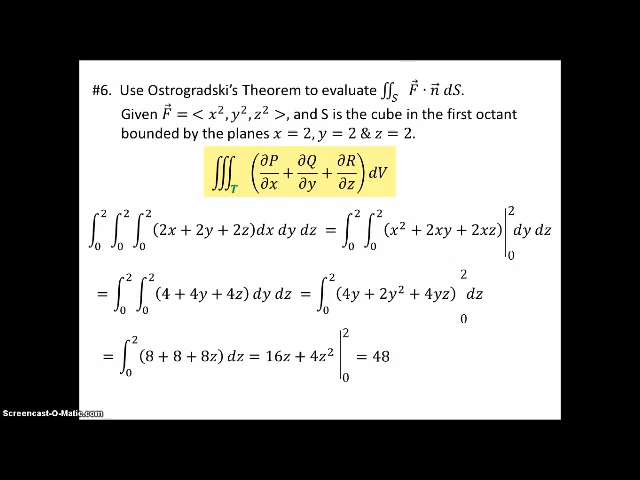 #6. Use Ostrogradski's Theorem to evaluate ∬_S F⃗ · n⃗ dS.
Given F⃗ = < x², y², z² >, and S is the cube in the first octant
bounded by the planes x = 2, y = 2 & z = 2.
∭_T (∂P/∂x + ∂Q/∂y + ∂R/∂z) dV
∫_0^2 ∫_0^2 ∫_0^2 (2x + 2y + 2z)dx dy dz = ∫_0^2 ∫_0^2 (x² + 2xy + 2xz)|_0^2 dy dz
= ∫_0^2 ∫_0^2 (4 + 4y + 4z) dy dz = ∫_0^2 (4y + 2y² + 4yz) _0^2 dz
= ∫_0^2 (8 + 8 + 8z) dz = 16z + 4z² |_0^2 = 48
Screencast-O-Matic.com